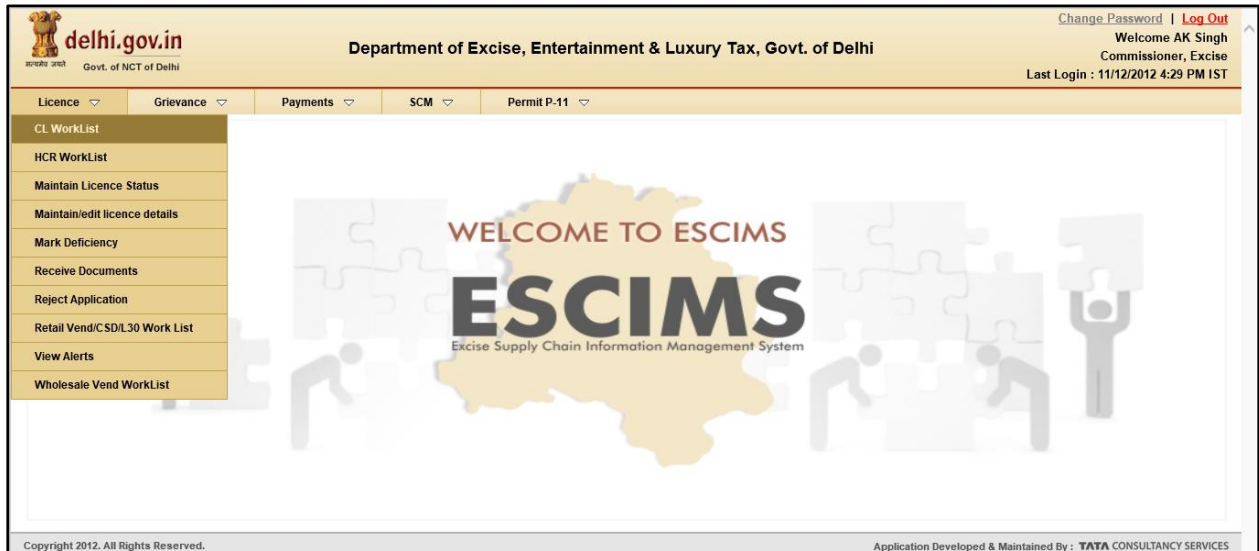 Change Password | Log Out
delhi.gov.in
सत्यमेव जयते
Govt. of NCT of Delhi
Department of Excise, Entertainment & Luxury Tax, Govt. of Delhi
Welcome AK Singh
Commissioner, Excise
Last Login : 11/12/2012 4:29 PM IST
Licence Grievance Payments SCM Permit P-11
CL WorkList
HCR WorkList
Maintain Licence Status
Maintain/edit licence details
Mark Deficiency
Receive Documents
Reject Application
Retail Vend/CSD/L30 Work List
View Alerts
Wholesale Vend WorkList
WELCOME TO ESCIMS
ESCIMS
Excise Supply Chain Information Management System
Copyright 2012. All Rights Reserved.
Application Developed & Maintained By : TATA CONSULTANCY SERVICES